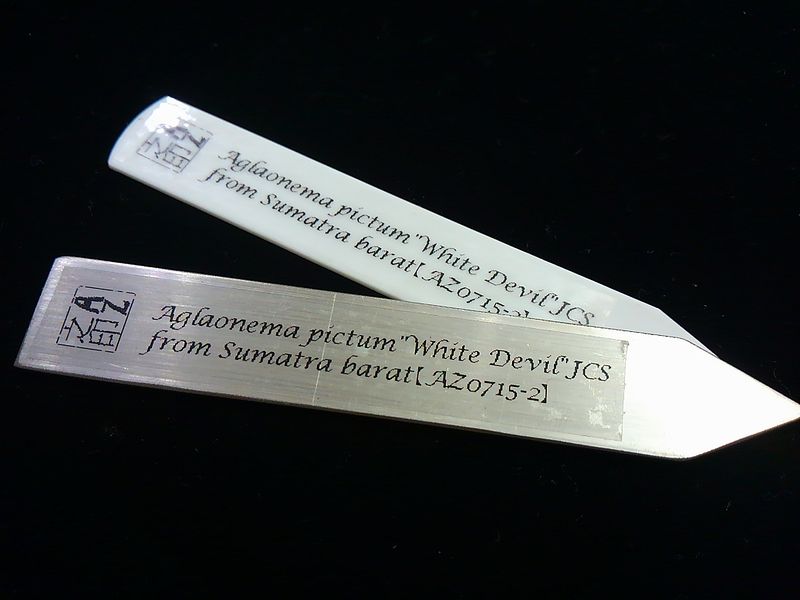 Aglaonema pictum"White Devil"JCS
from Sumatra barat【AZ0715-2】
AZ
Aglaonema pictum"White Devil"JCS
from Sumatra barat【AZ0715-2】